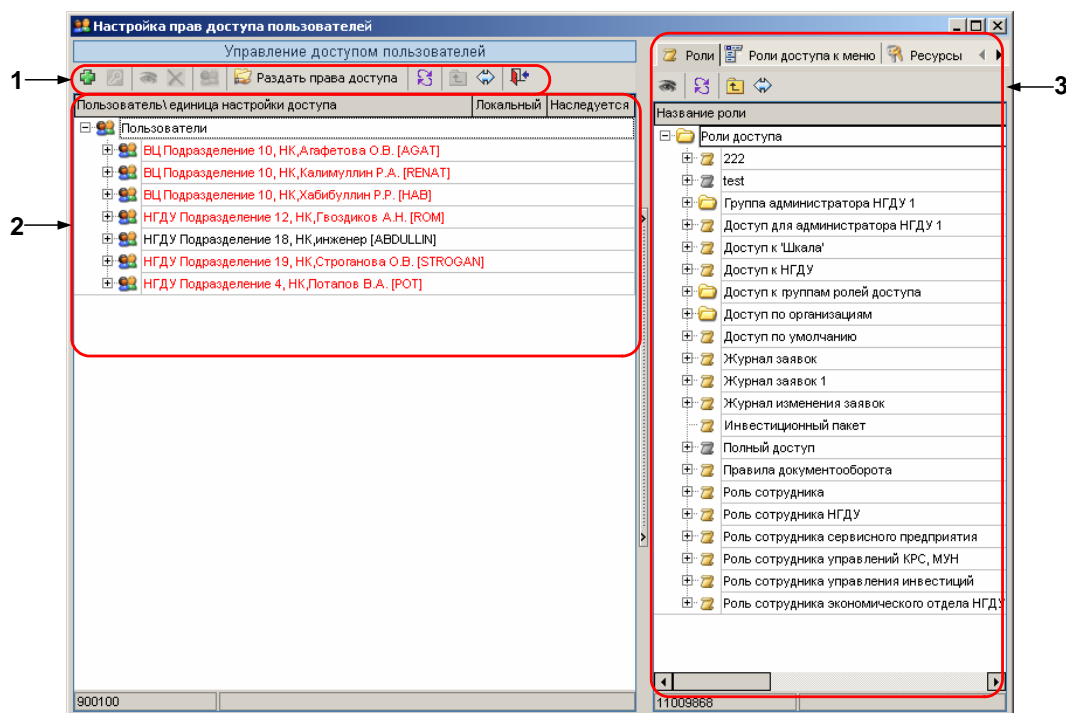 Настройка прав доступа пользователей
Управление доступом пользователей
1
Раздать права доступа
Пользователь\ единица настройки доступа Локальный Наследуется
Пользователи
ВЦ Подразделение 10, НК,Агафетова О.В. [AGAT]
ВЦ Подразделение 10, НК,Калимуллин Р.А. [RENAT]
ВЦ Подразделение 10, НК,Хабибуллин Р.Р. [HAB]
НГДУ Подразделение 12, НК,Гвоздиков А.Н. [ROM]
2
НГДУ Подразделение 18, НК,инженер [ABDULLIN]
НГДУ Подразделение 19, НК,Строганова О.В. [STROGAN]
НГДУ Подразделение 4, НК,Потапов В.А. [POT]
900100
Роли Роли доступа к меню Ресурсы
3
Название роли
Роли доступа
222
test
Группа администратора НГДУ 1
Доступ для администратора НГДУ 1
Доступ к 'Шкала'
Доступ к НГДУ
Доступ к группам ролей доступа
Доступ по организациям
Доступ по умолчанию
Журнал заявок
Журнал заявок 1
Журнал изменения заявок
Инвестиционный пакет
Полный доступ
Правила документооборота
Роль сотрудника
Роль сотрудника НГДУ
Роль сотрудника сервисного предприятия
Роль сотрудника управлений КРС, МУН
Роль сотрудника управления инвестиций
Роль сотрудника экономического отдела НГДУ
11009868